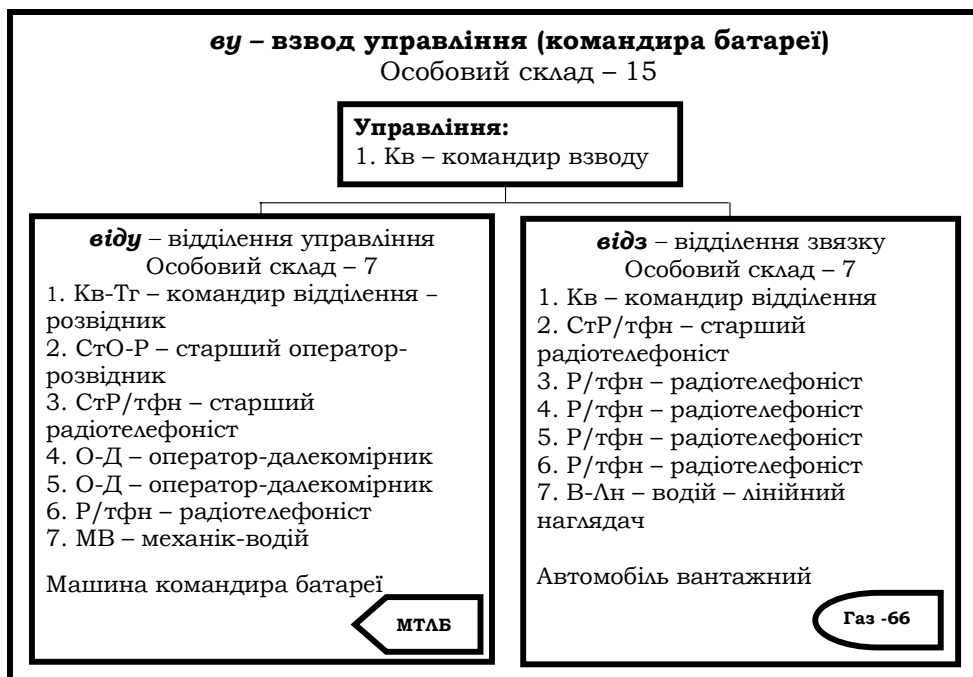 ву – взвод управління (командира батареї)
Особовий склад – 15
Управління:
1. Кв – командир взводу
віду – відділення управління
Особовий склад – 7
1. Кв-Тг – командир відділення –
розвідник
2. СтО-Р – старший оператор-
розвідник
3. СтР/тфн – старший
радіотелефоніст
4. О-Д – оператор-далекомірник
5. О-Д – оператор-далекомірник
6. Р/тфн – радіотелефоніст
7. МВ – механік-водій
Машина командира батареї
МТЛБ
відз – відділення звязку
Особовий склад – 7
1. Кв – командир відділення
2. СтР/тфн – старший
радіотелефоніст
3. Р/тфн – радіотелефоніст
4. Р/тфн – радіотелефоніст
5. Р/тфн – радіотелефоніст
6. Р/тфн – радіотелефоніст
7. В-Лн – водій – лінійний
наглядач
Автомобіль вантажний
Газ -66